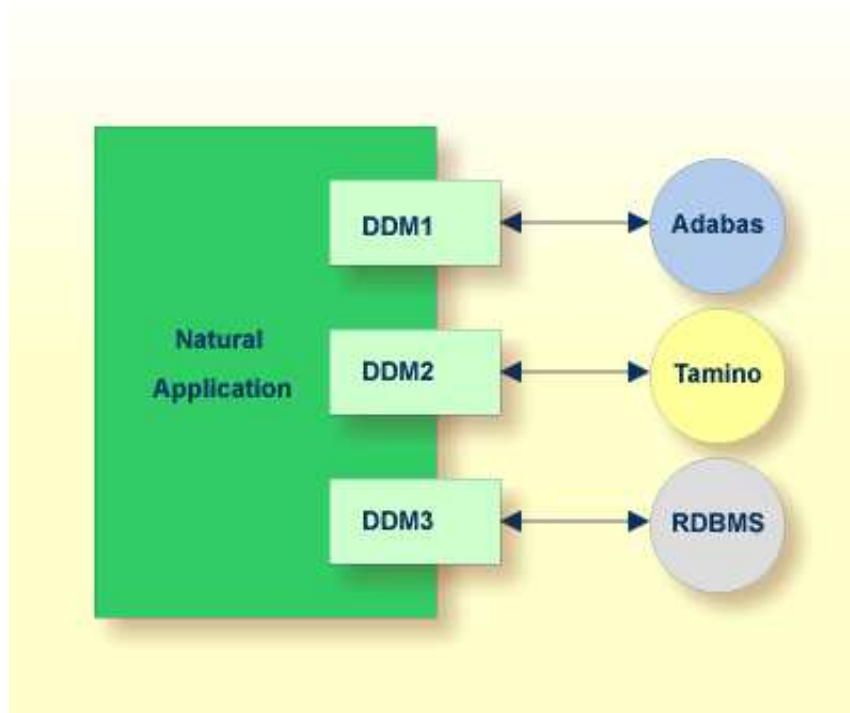 DDM1
Adabas
Natural
Application
DDM2
Tamino
DDM3
RDBMS